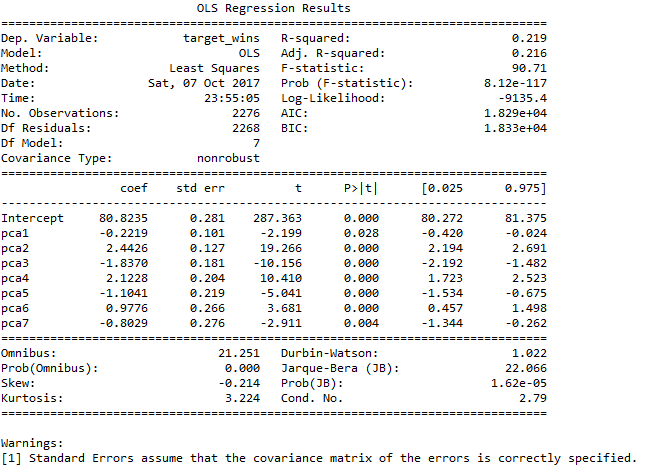 OLS Regression Results
==============================================================================
Dep. Variable: target_wins R-squared: 0.219
Model: OLS Adj. R-squared: 0.216
Method: Least Squares F-statistic: 90.71
Date: Sat, 07 Oct 2017 Prob (F-statistic): 8.12e-117
Time: 23:55:05 Log-Likelihood: -9135.4
No. Observations: 2276 AIC: 1.829e+04
Df Residuals: 2268 BIC: 1.833e+04
Df Model: 7
Covariance Type: nonrobust
==============================================================================
coef std err t P>|t| [0.025 0.975]
------------------------------------------------------------------------------
Intercept 80.8235 0.281 287.363 0.000 80.272 81.375
pca1 -0.2219 0.101 -2.199 0.028 -0.420 -0.024
pca2 2.4426 0.127 19.266 0.000 2.194 2.691
pca3 -1.8370 0.181 -10.156 0.000 -2.192 -1.482
pca4 2.1228 0.204 10.410 0.000 1.723 2.523
pca5 -1.1041 0.219 -5.041 0.000 -1.534 -0.675
pca6 0.9776 0.266 3.681 0.000 0.457 1.498
pca7 -0.8029 0.276 -2.911 0.004 -1.344 -0.262
==============================================================================
Omnibus: 21.251 Durbin-Watson: 1.022
Prob(Omnibus): 0.000 Jarque-Bera (JB): 22.066
Skew: -0.214 Prob(JB): 1.62e-05
Kurtosis: 3.224 Cond. No. 2.79
==============================================================================
Warnings:
[1] Standard Errors assume that the covariance matrix of the errors is correctly specified.